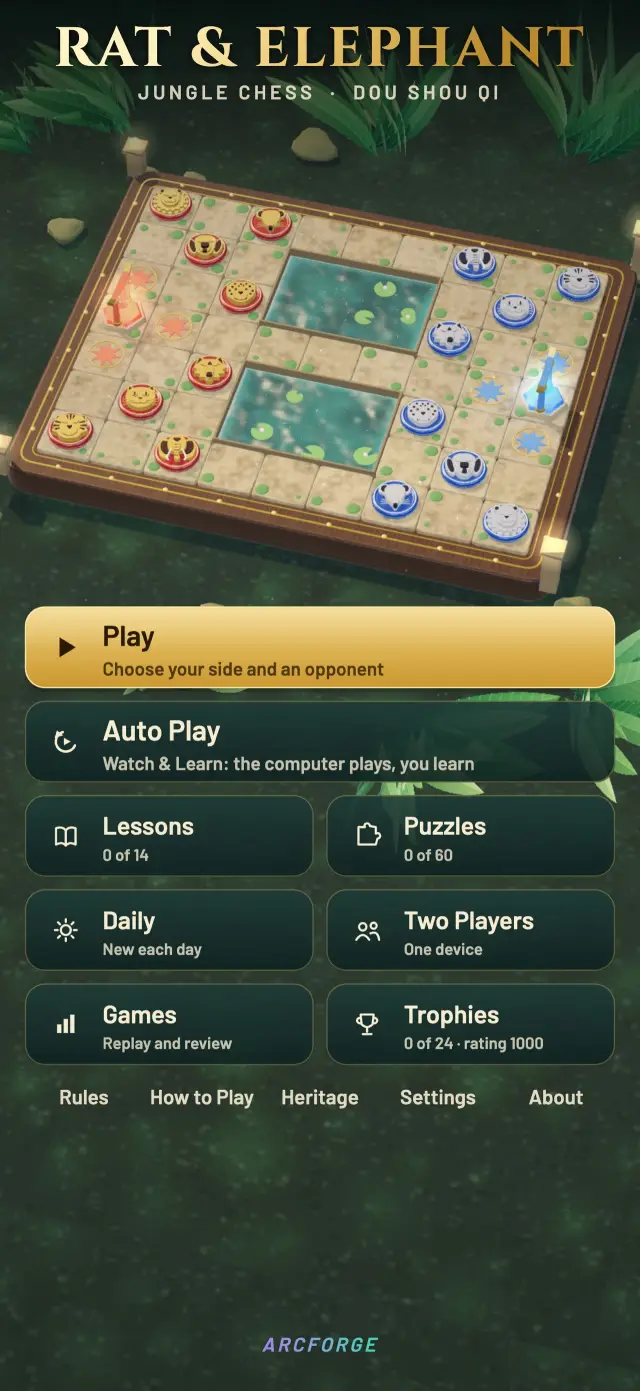 RAT & ELEPHANT
JUNGLE CHESS · DOU SHOU QI
Play
Choose your side and an opponent
Auto Play
Watch & Learn: the computer plays, you learn
Lessons
0 of 14
Puzzles
0 of 60
Daily
New each day
Two Players
One device
Games
Replay and review
Trophies
0 of 24 · rating 1000
Rules How to Play Heritage Settings About
ARCFORGE